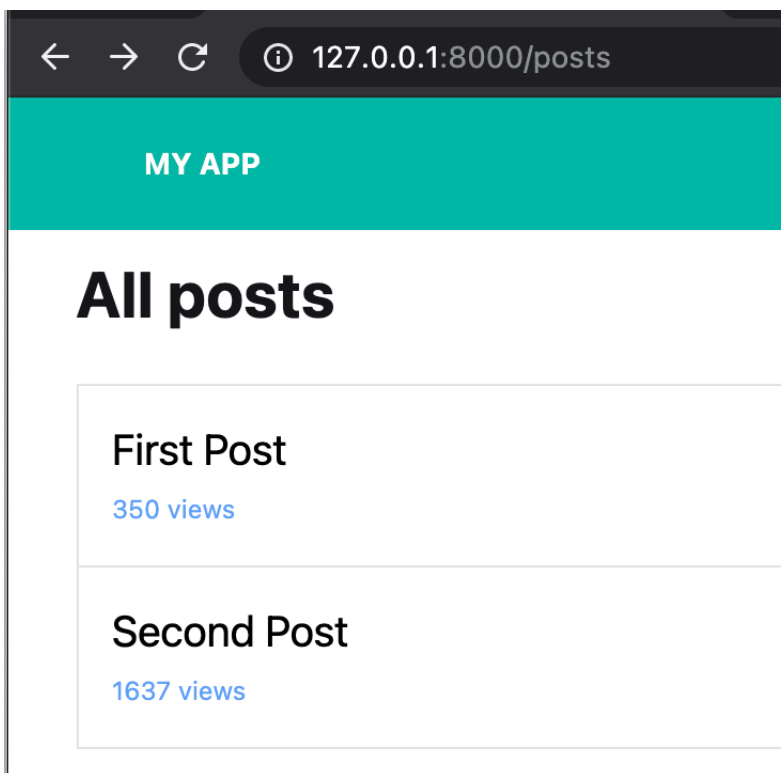 127.0.0.1:8000/posts
MY APP
All posts
First Post
350 views
Second Post
1637 views